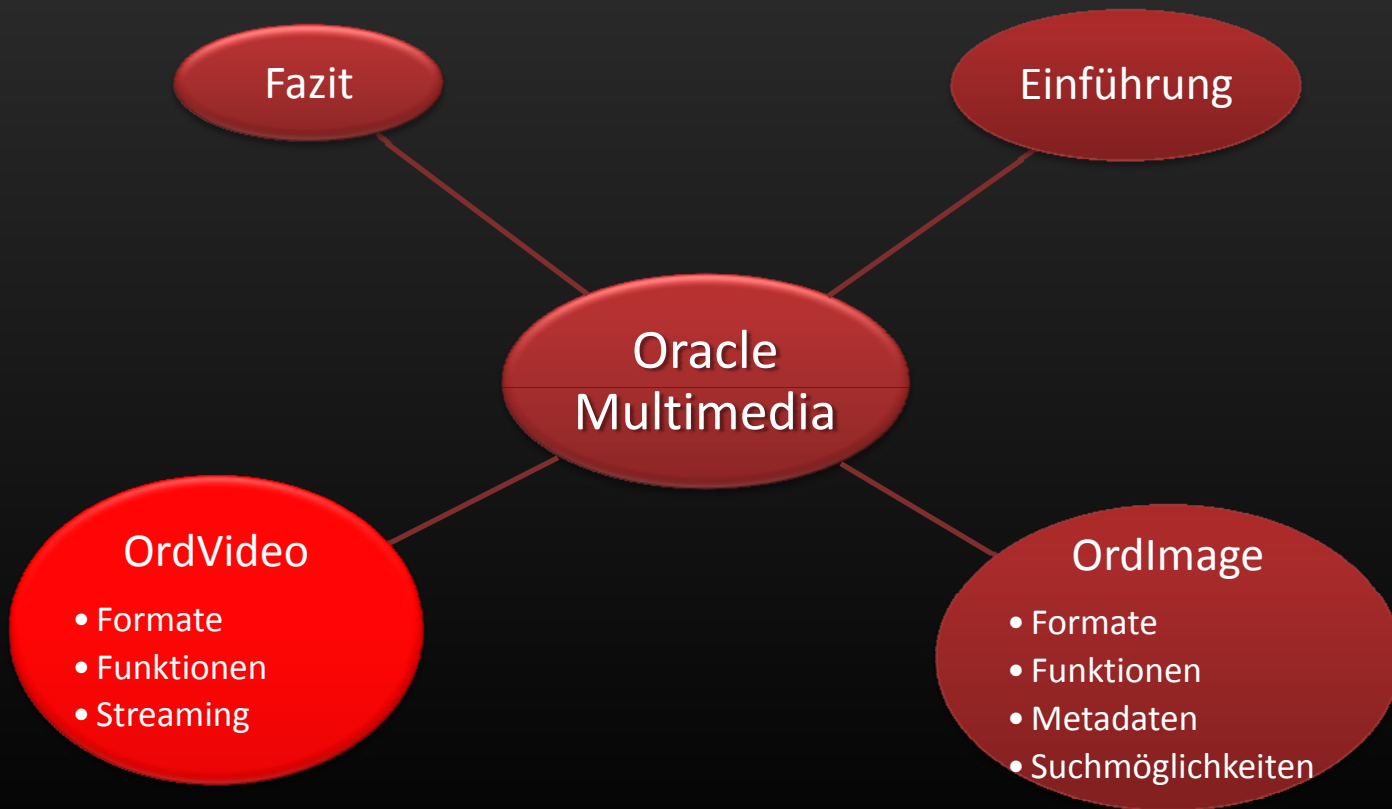 Fazit
Einführung
Oracle
Multimedia
OrdVideo
• Formate
• Funktionen
• Streaming
OrdImage
• Formate
• Funktionen
• Metadaten
• Suchmöglichkeiten